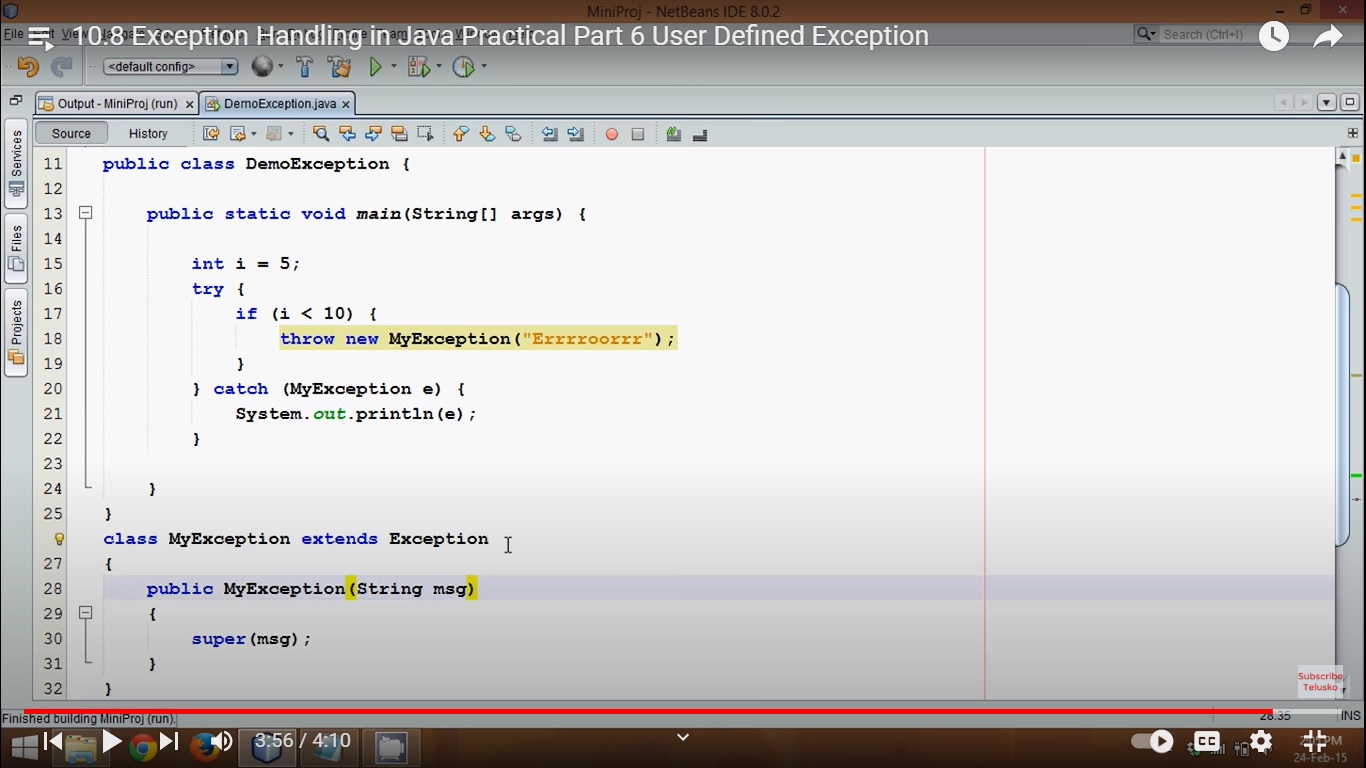 MiniProj - NetBeans IDE 8.0.2
File
10.8 Exception Handling in Java Practical Part 6 User Defined Exception
Search (Ctrl+I)
<default config>
Output - MiniProj (run) × DemoException.java ×
Source History
Services
Files
Projects
11 public class DemoException {
12
13 public static void main(String[] args) {
14
15 int i = 5;
16 try {
17 if (i < 10) {
18 throw new MyException("Errrroorrr");
19 }
20 } catch (MyException e) {
21 System.out.println(e);
22 }
23
24 }
25 }
class MyException extends Exception
27 {
28 public MyException(String msg)
29 {
30 super(msg);
31 }
32 }
Subscribe
Telusko
Finished building MiniProj (run).
28:35 INS
3:56 / 4:10
CC
24-Feb-15